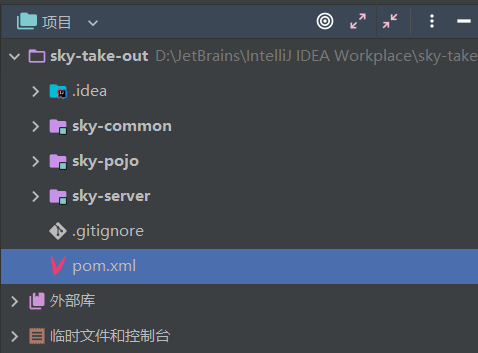 项目
sky-take-out D:\JetBrains\IntelliJ IDEA Workplace\sky-take
.idea
sky-common
sky-pojo
sky-server
.gitignore
pom.xml
外部库
临时文件和控制台